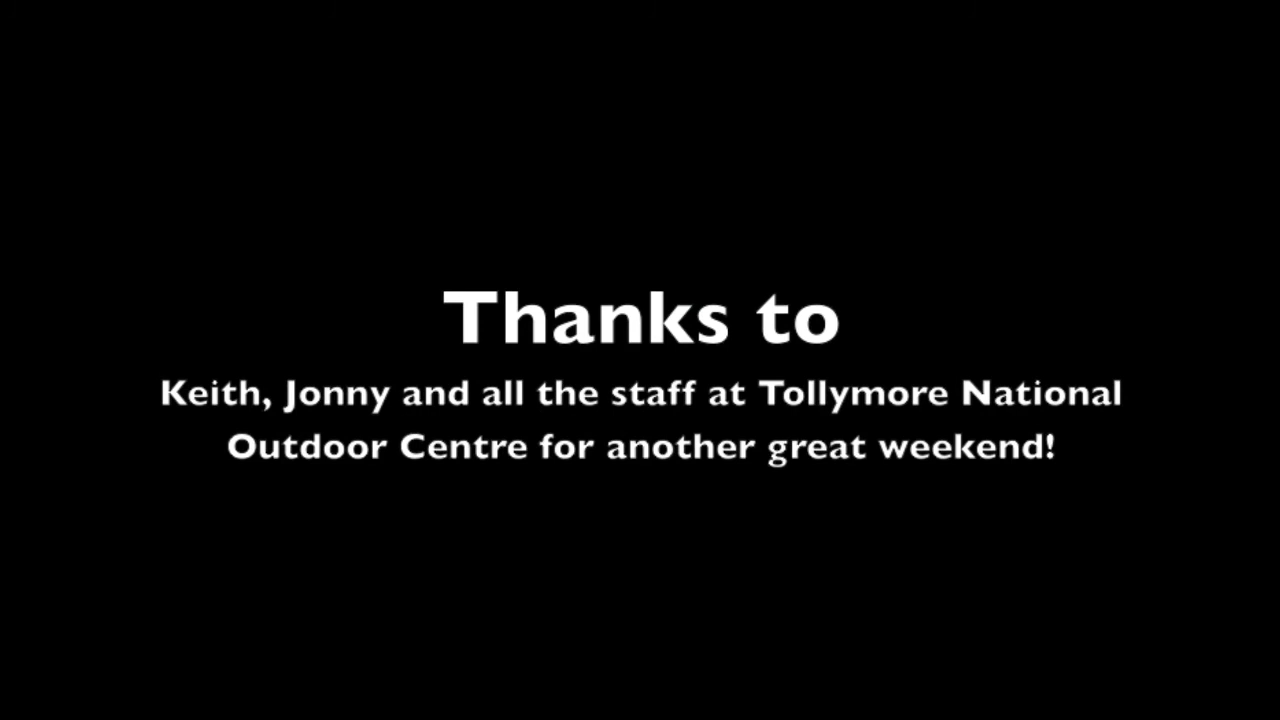 Thanks to
Keith, Jonny and all the staff at Tollymore National
Outdoor Centre for another great weekend!